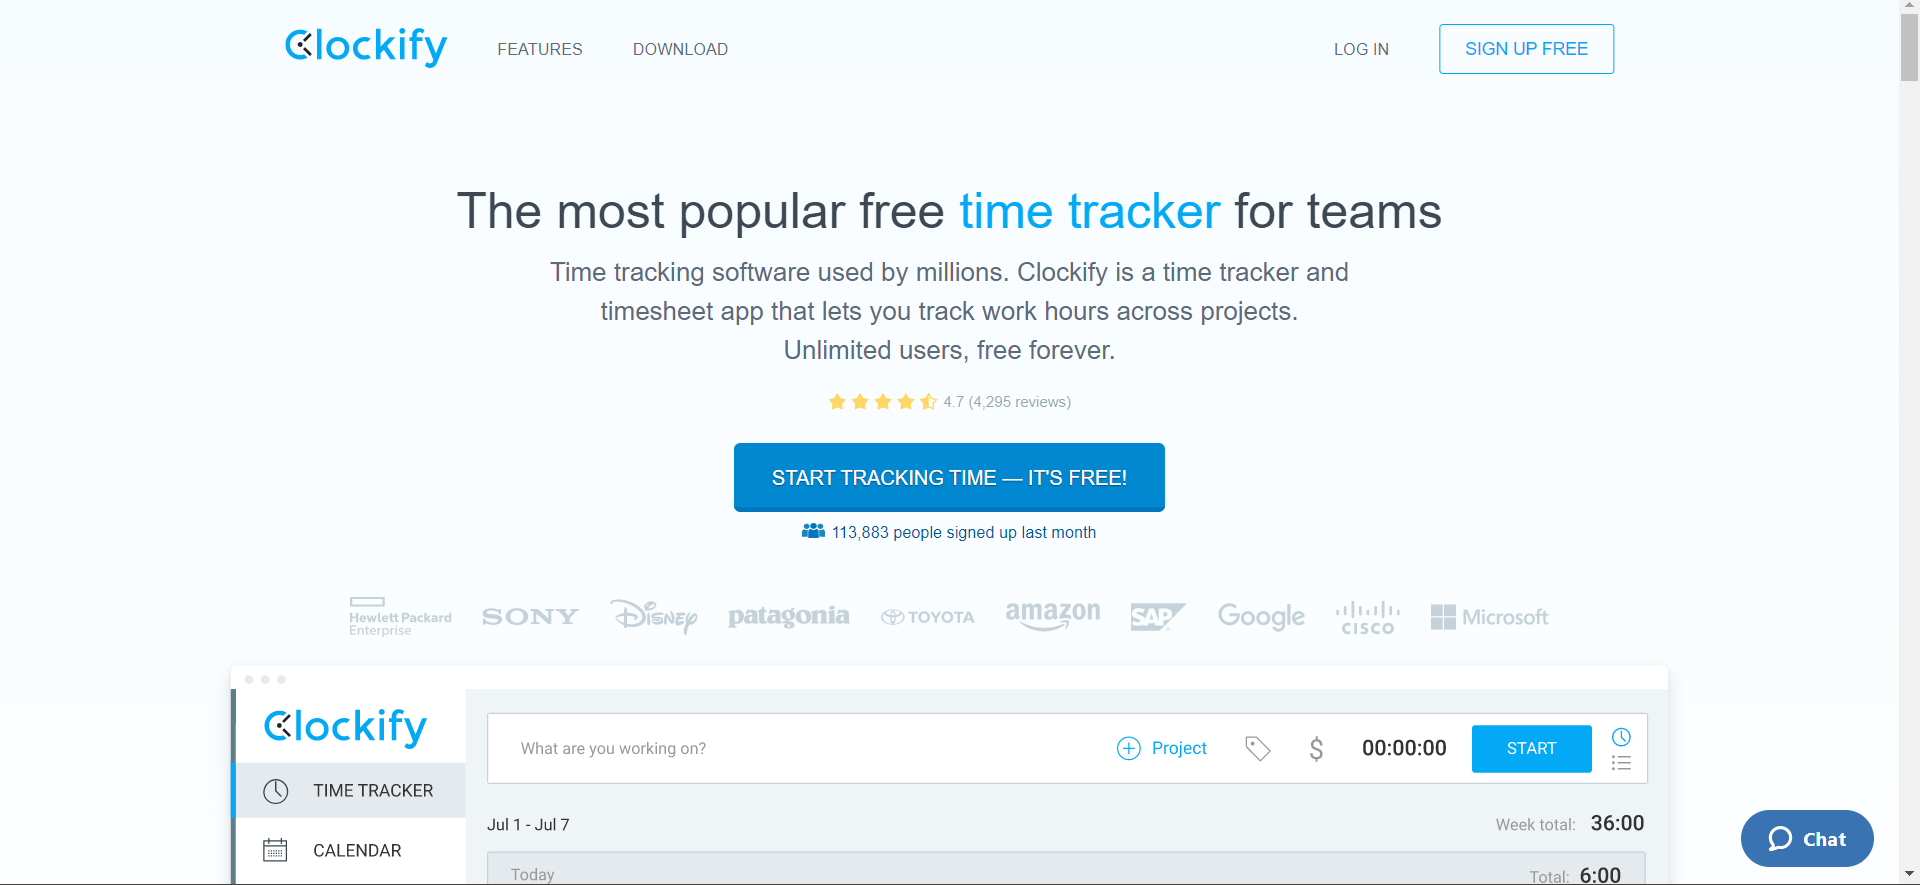 Clockify
FEATURES
DOWNLOAD
LOG IN
SIGN UP FREE
The most popular free time tracker for teams
Time tracking software used by millions. Clockify is a time tracker and
timesheet app that lets you track work hours across projects.
Unlimited users, free forever.
4.7 (4,295 reviews)
START TRACKING TIME — IT'S FREE!
113,883 people signed up last month
Hewlett Packard
Enterprise
SONY
DISNEY
patagonia
TOYOTA
amazon
SAP
Google
CISCO
Microsoft
Clockify
What are you working on?
Project
$
00:00:00
START
TIME TRACKER
Jul 1 - Jul 7
Week total: 36:00
CALENDAR
Today
Total: 6:00
Chat